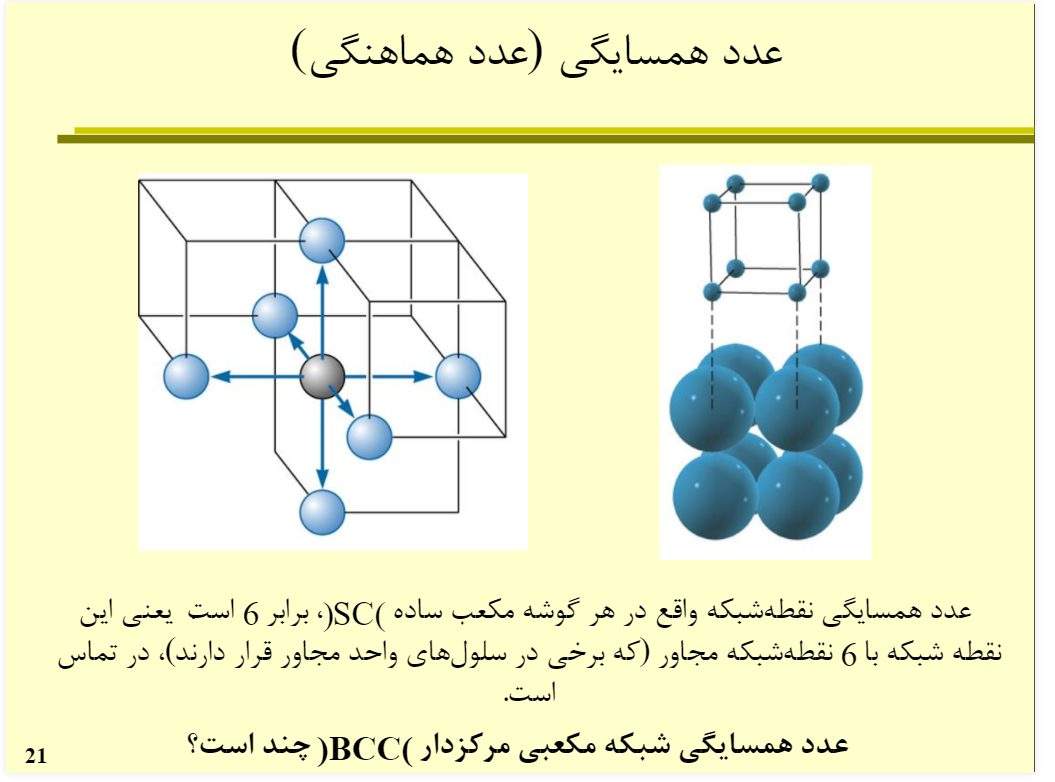 عدد همسایگی (عدد هماهنگی)
عدد همسایگی نقطه‌شبکه واقع در هر گوشه مکعب ساده )SC(، برابر 6 است یعنی این
نقطه شبکه با 6 نقطه‌شبکه مجاور (که برخی در سلول‌های واحد مجاور قرار دارند)، در تماس
است.
عدد همسایگی شبکه مکعبی مرکزدار )BCC( چند است؟
21